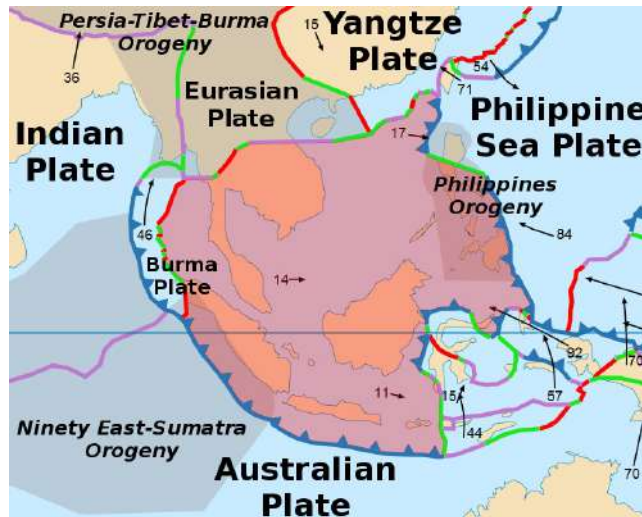 Persia-Tibet-Burma
Orogeny
15
Yangtze
Plate
54
36
71
Eurasian
Plate
Philippine
Sea Plate
17
Indian
Plate
Philippines
Orogeny
46
84
Burma
Plate
14
92
70
11
15
57
Ninety East-Sumatra
Orogeny
44
Australian
Plate
70